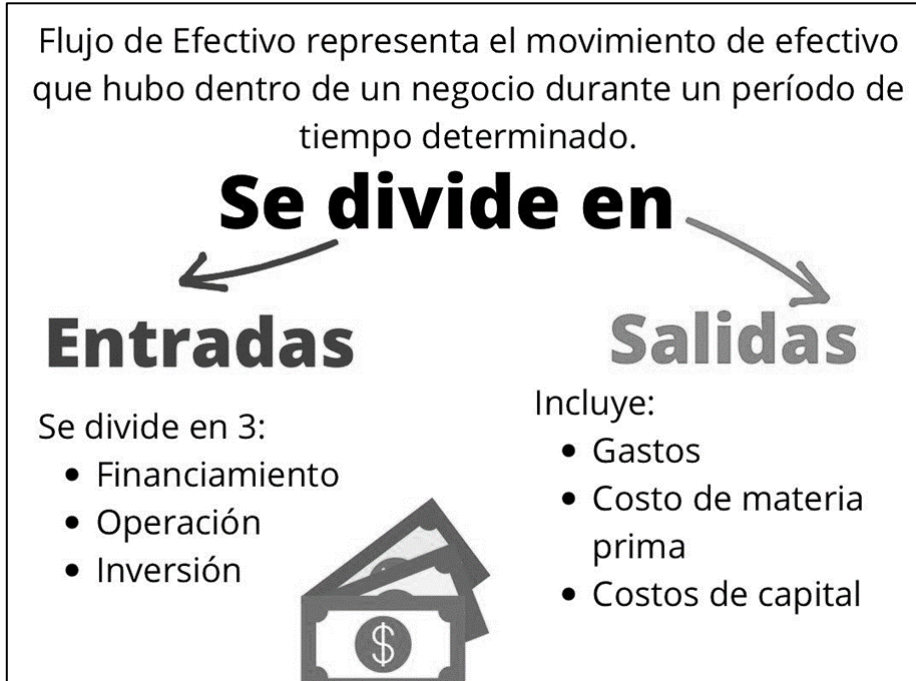 Flujo de Efectivo representa el movimiento de efectivo
que hubo dentro de un negocio durante un período de
tiempo determinado.
Se divide en
Entradas
Se divide en 3:
• Financiamiento
• Operación
• Inversión
Salidas
Incluye:
• Gastos
• Costo de materia
prima
• Costos de capital
$